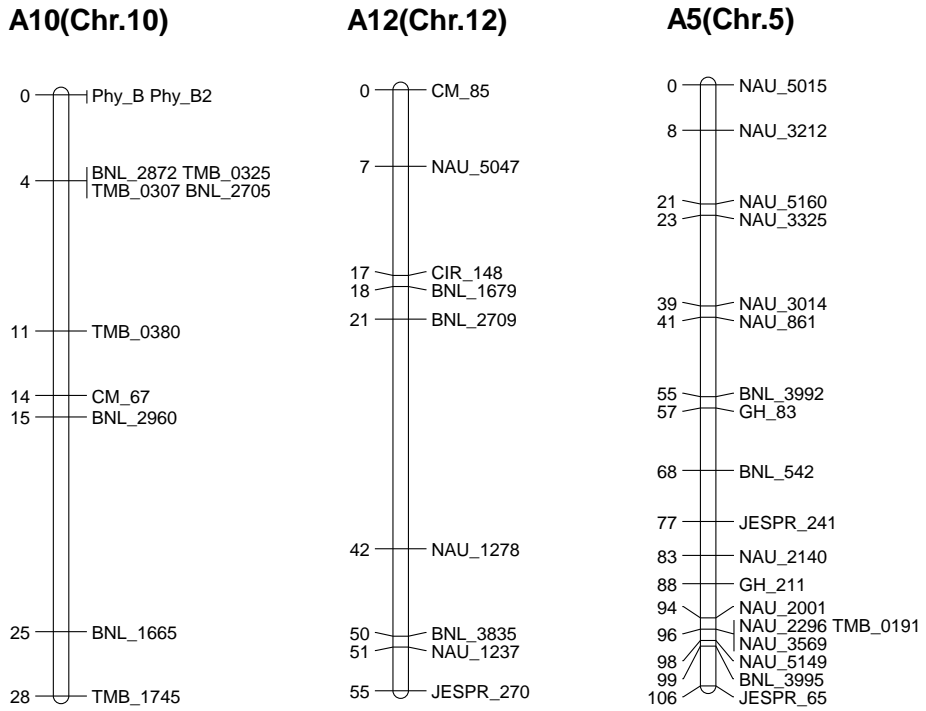 A10(Chr.10)
0 Phy_B Phy_B2
4 BNL_2872 TMB_0325
TMB_0307 BNL_2705
11 TMB_0380
14 CM_67
15 BNL_2960
25 BNL_1665
28 TMB_1745
A12(Chr.12)
0 CM_85
7 NAU_5047
17 CIR_148
18 BNL_1679
21 BNL_2709
42 NAU_1278
50 BNL_3835
51 NAU_1237
55 JESPR_270
A5(Chr.5)
0 NAU_5015
8 NAU_3212
21 NAU_5160
23 NAU_3325
39 NAU_3014
41 NAU_861
55 BNL_3992
57 GH_83
68 BNL_542
77 JESPR_241
83 NAU_2140
88 GH_211
94 NAU_2001
96 NAU_2296 TMB_0191
NAU_3569
98 NAU_5149
99 BNL_3995
106 JESPR_65